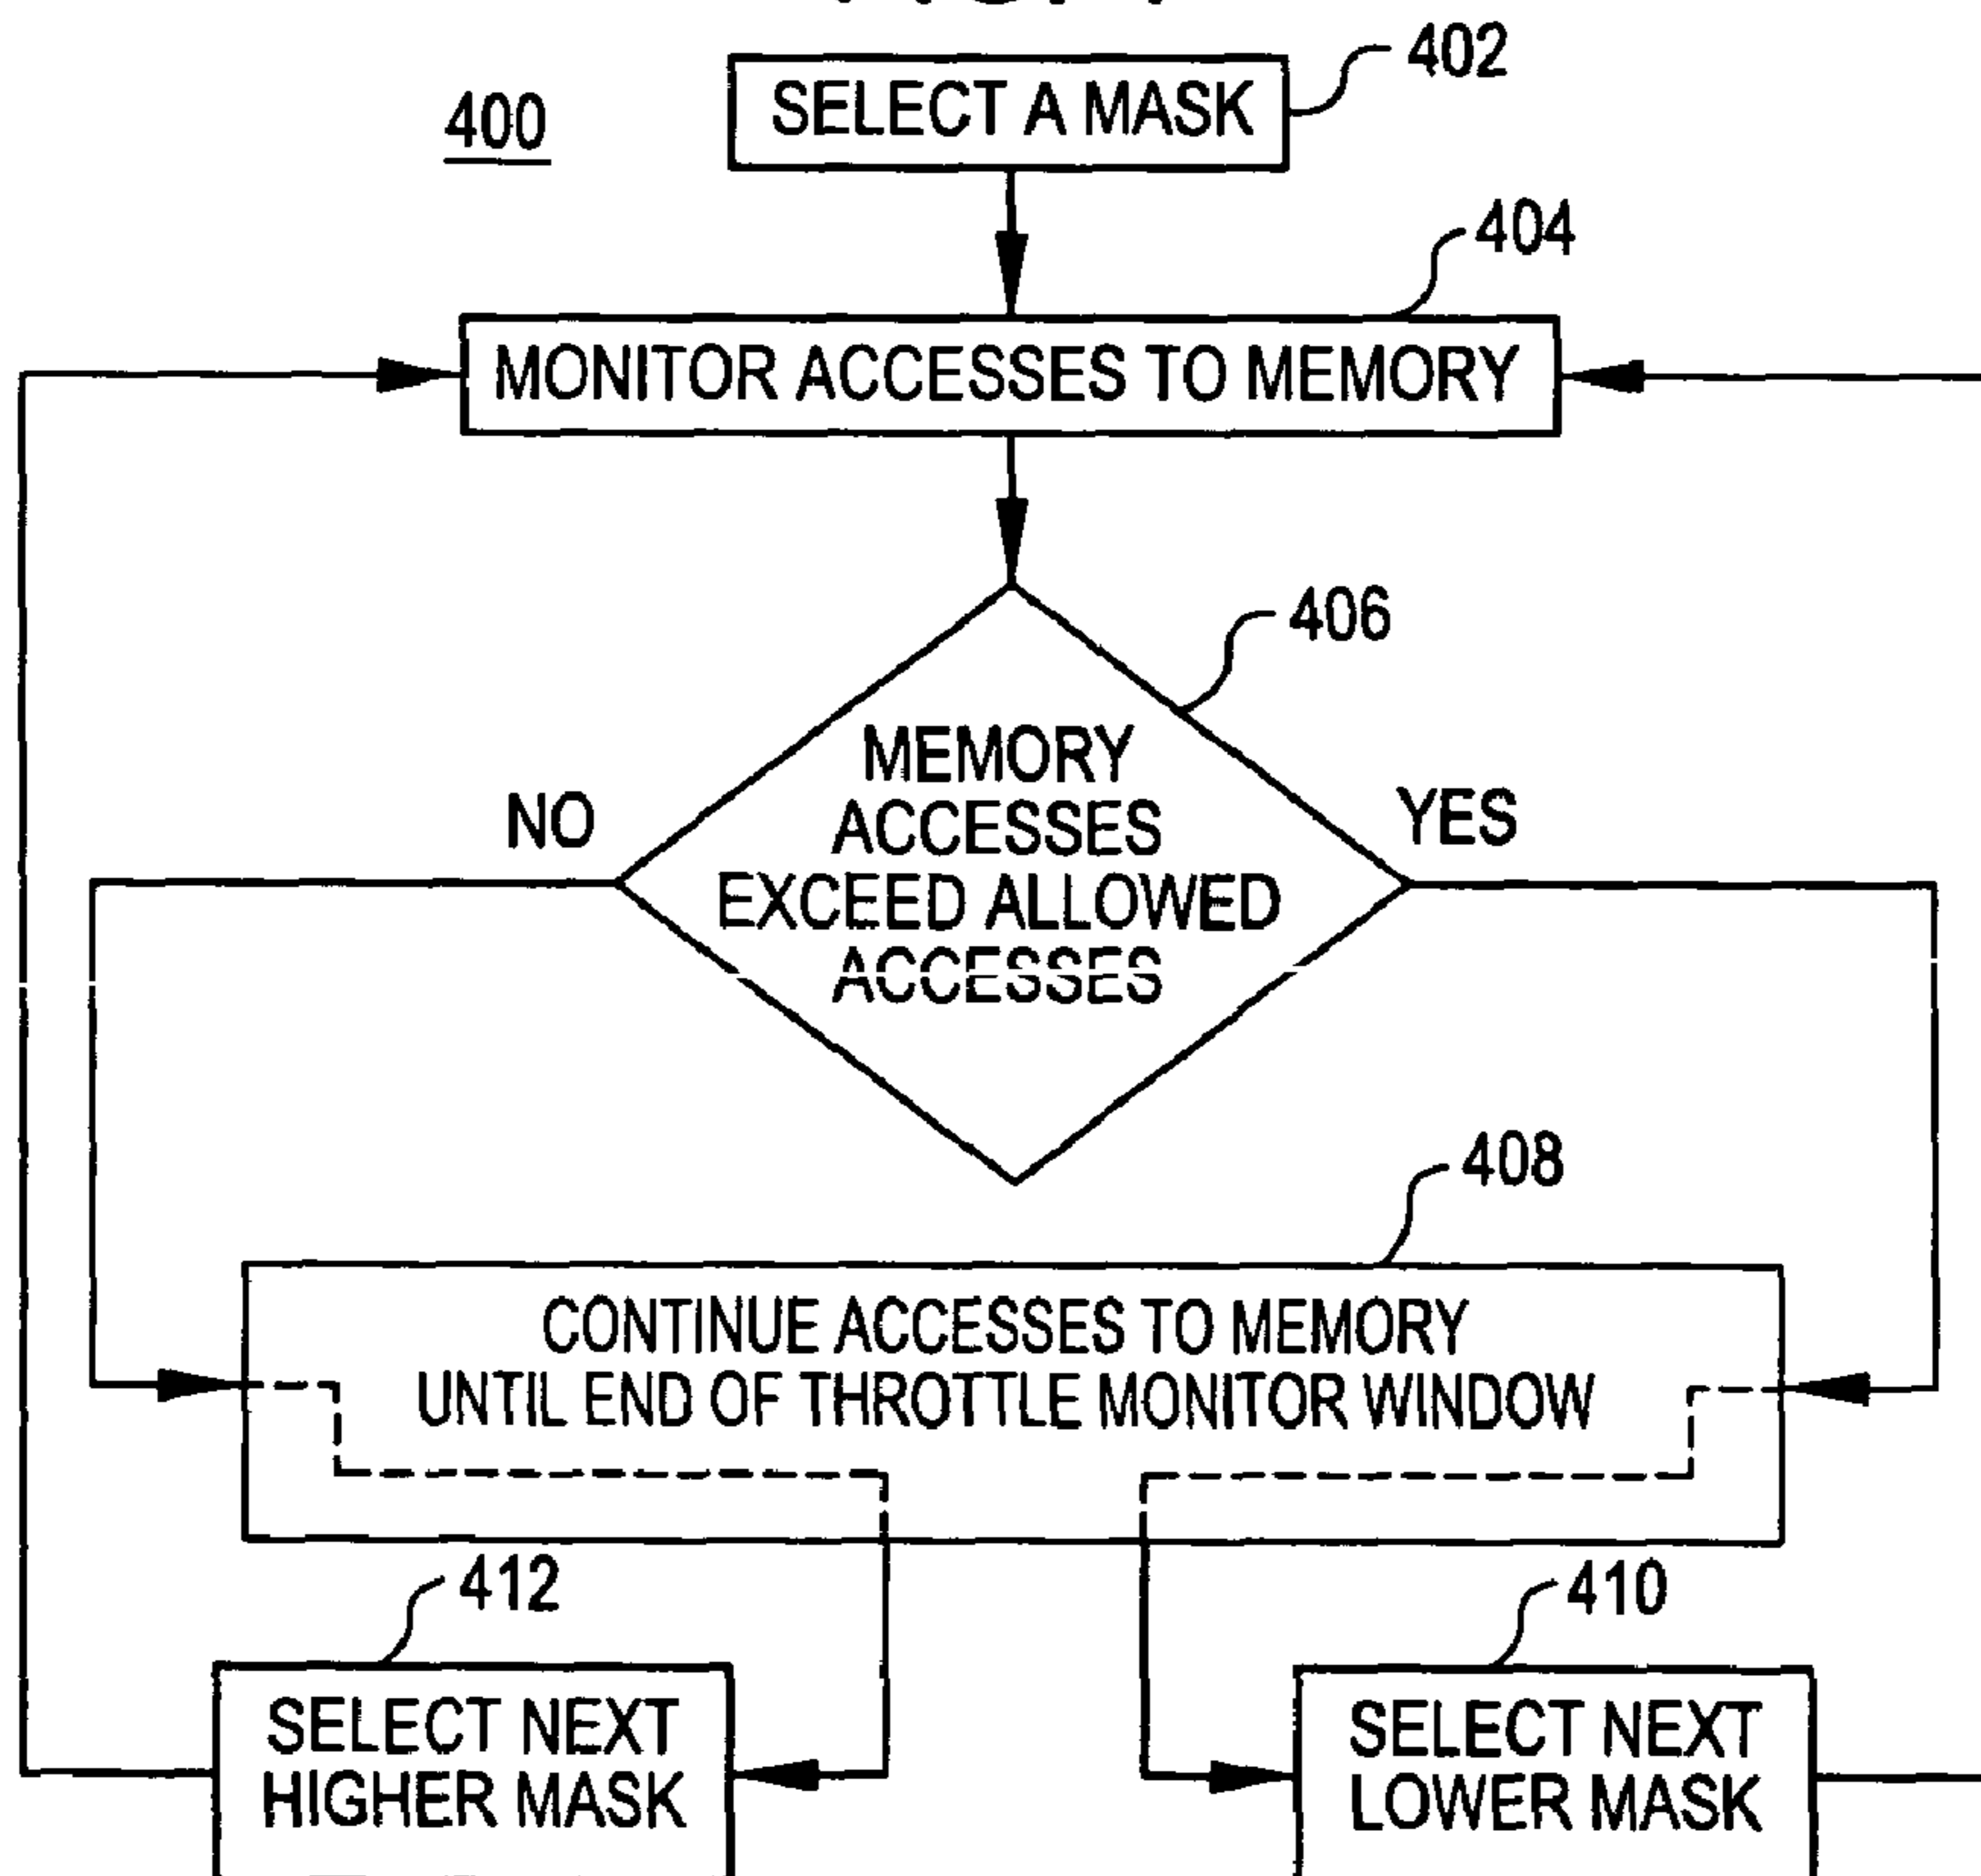 402
SELECT A MASK
400
404
MONITOR ACCESSES TO MEMORY
406
MEMORY
ACCESSES
EXCEED ALLOWED
ACCESSES
NO
YES
408
CONTINUE ACCESSES TO MEMORY
UNTIL END OF THROTTLE MONITOR WINDOW
412
410
SELECT NEXT
HIGHER MASK
SELECT NEXT
LOWER MASK